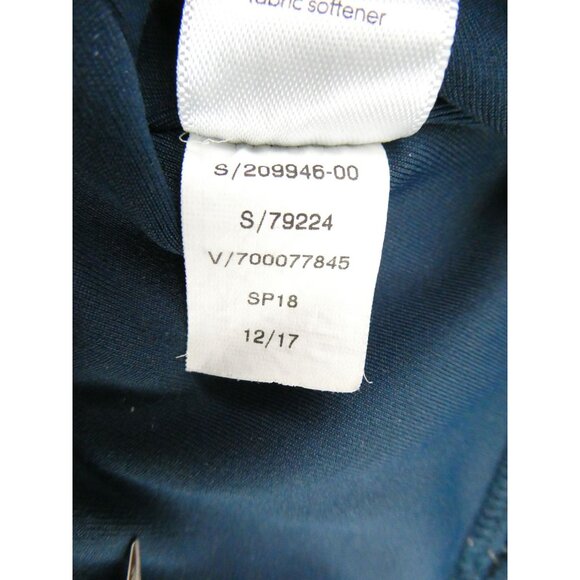 fabric softener
S/209946-00
S/79224
V/700077845
SP18
12/17